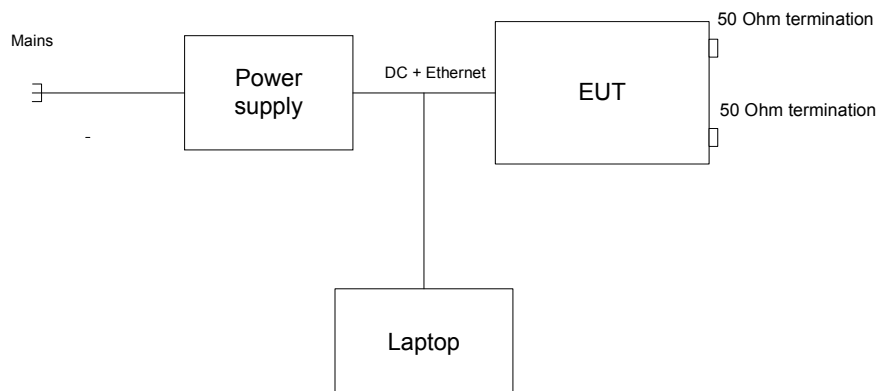 50 Ohm termination
Mains
Power
supply
DC + Ethernet
EUT
50 Ohm termination
-
Laptop